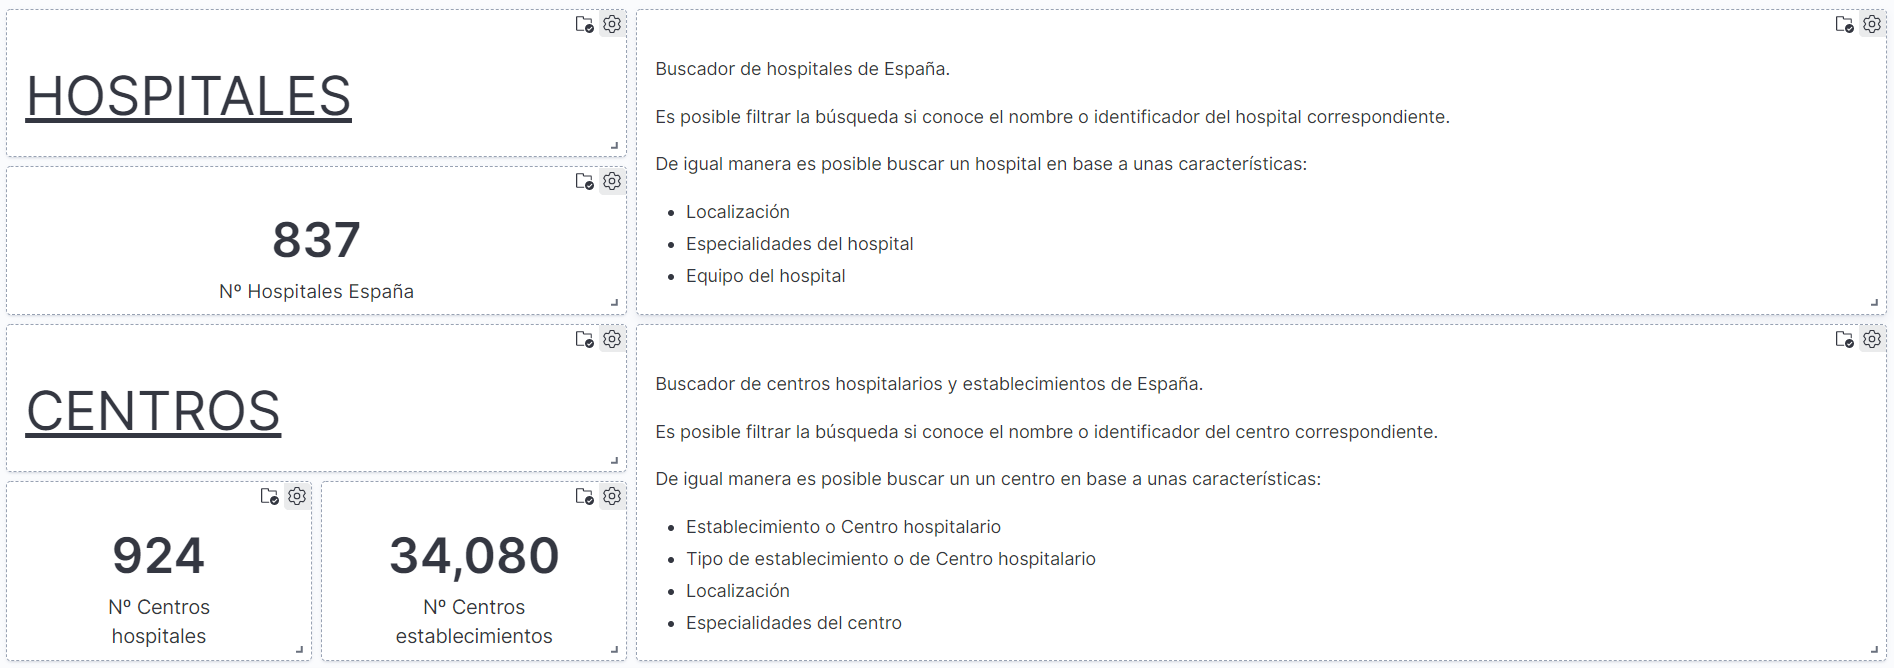 HOSPITALES
837
Nº Hospitales España
Buscador de hospitales de España.
Es posible filtrar la búsqueda si conoce el nombre o identificador del hospital correspondiente.
De igual manera es posible buscar un hospital en base a unas características:
• Localización
• Especialidades del hospital
• Equipo del hospital
CENTROS
924
Nº Centros
hospitales
34,080
Nº Centros
establecimientos
Buscador de centros hospitalarios y establecimientos de España.
Es posible filtrar la búsqueda si conoce el nombre o identificador del centro correspondiente.
De igual manera es posible buscar un un centro en base a unas características:
• Establecimiento o Centro hospitalario
• Tipo de establecimiento o de Centro hospitalario
• Localización
• Especialidades del centro